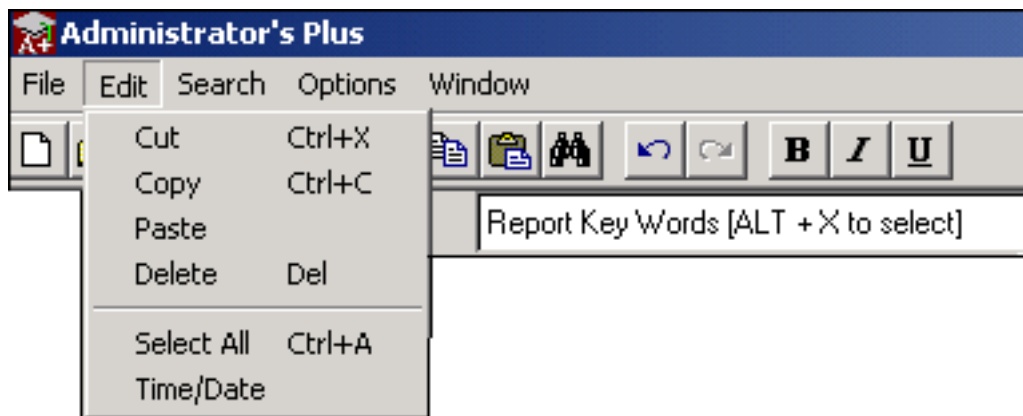 Administrator's Plus
File Edit Search Options Window
B I U
Report Key Words [ALT + X to select]
Cut Ctrl+X
Copy Ctrl+C
Paste
Delete Del
Select All Ctrl+A
Time/Date